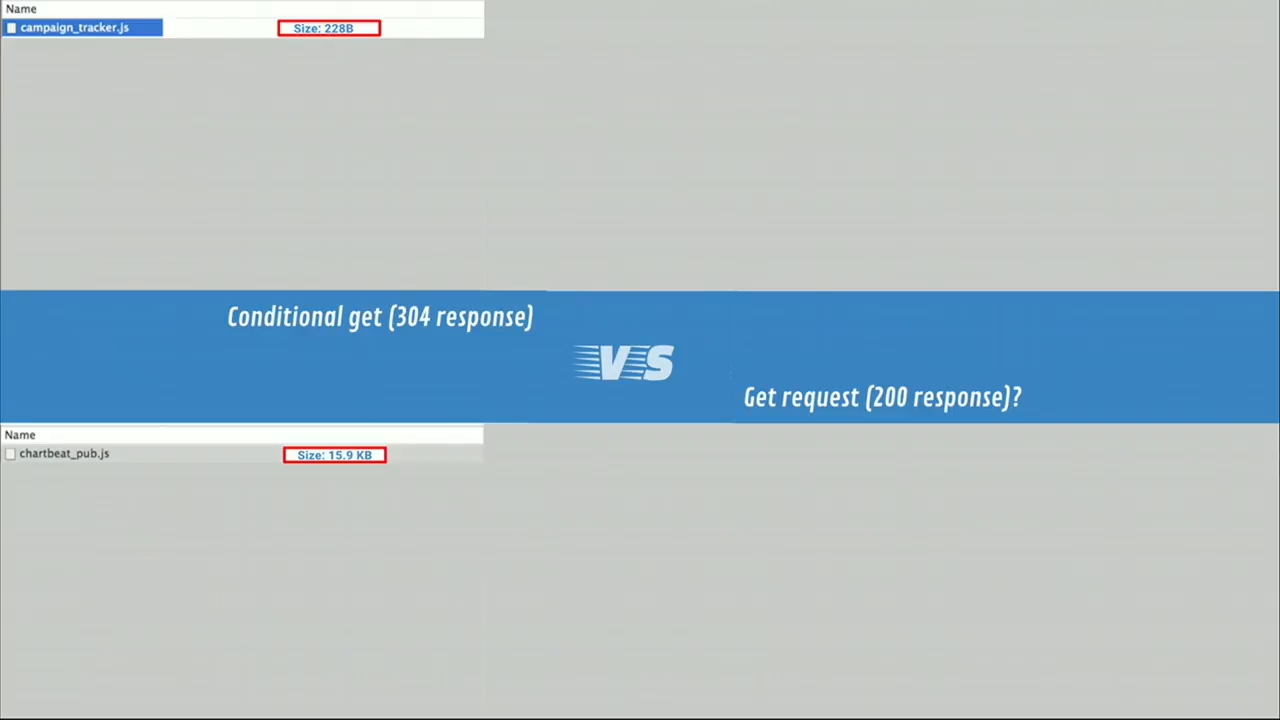 Name
campaign_tracker.js
Size: 228B
Conditional get (304 response)
VS
Get request (200 response)?
Name
chartbeat_pub.js
Size: 15.9 KB